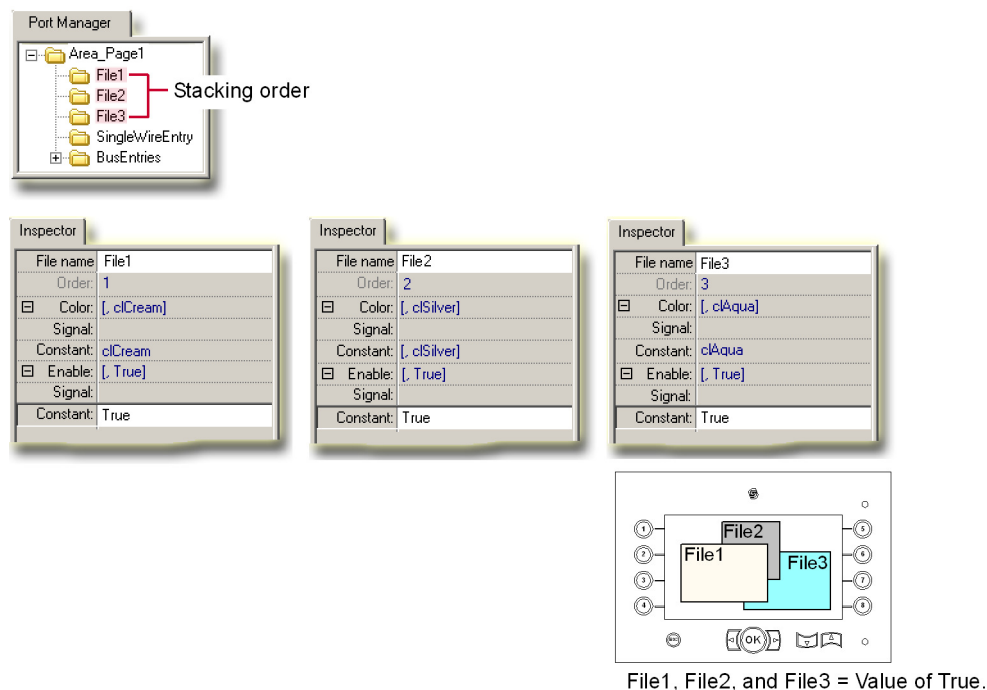 Port Manager
Area_Page1
File1
File2
File3
SingleWireEntry
BusEntries
Stacking order
Inspector
File name File1
Order: 1
Color: [, clCream]
Signal:
Constant: clCream
Enable: [, True]
Signal:
Constant: True
Inspector
File name File2
Order: 2
Color: [, clSilver]
Signal:
Constant: [, clSilver]
Enable: [, True]
Signal:
Constant: True
Inspector
File name File3
Order: 3
Color: [, clAqua]
Signal:
Constant: clAqua
Enable: [, True]
Signal:
Constant: True
1
2
3
4
File2
File1
File3
5
6
7
8
OK
File1, File2, and File3 = Value of True.